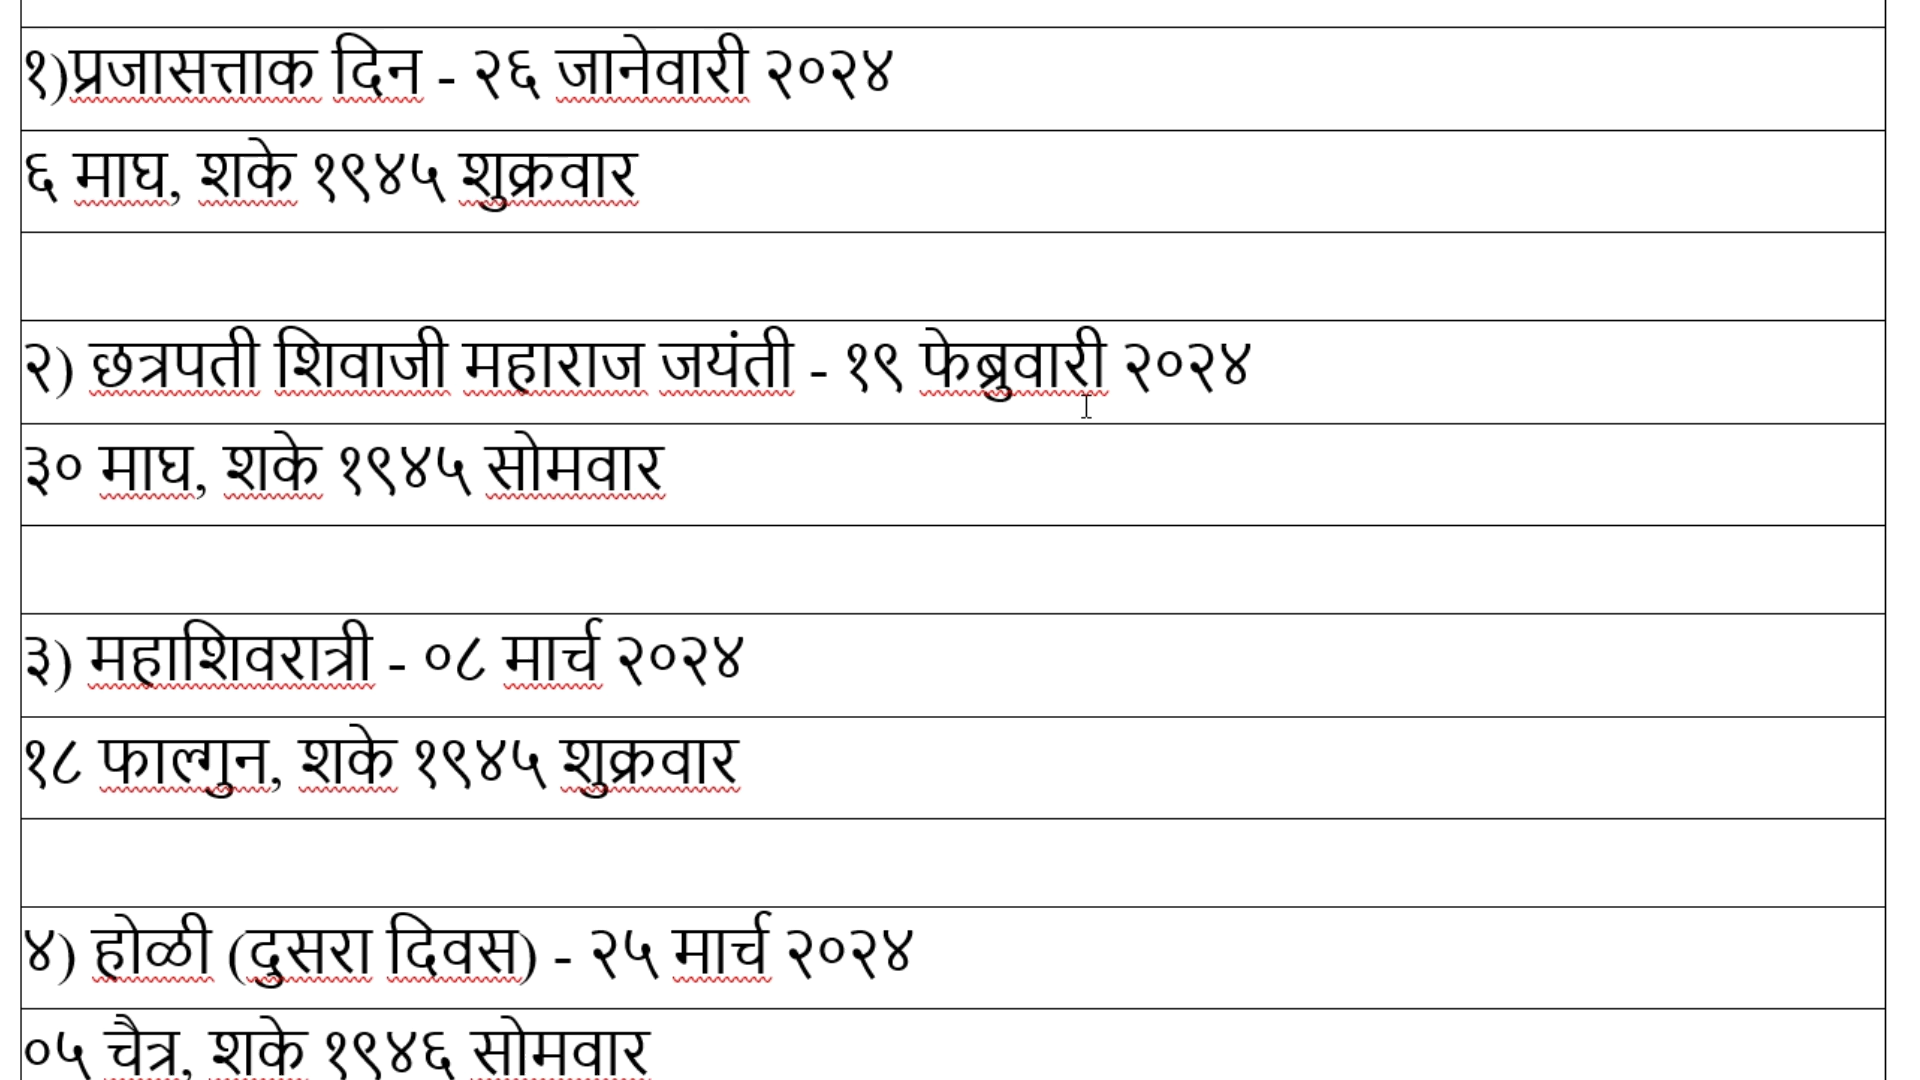 १)प्रजासत्ताक दिन - २६ जानेवारी २०२४
६ माघ, शके १९४५ शुक्रवार
२) छत्रपती शिवाजी महाराज जयंती - १९ फेब्रुवारी २०२४
३० माघ, शके १९४५ सोमवार
३) महाशिवरात्री - ०८ मार्च २०२४
१८ फाल्गुन, शके १९४५ शुक्रवार
४) होळी (दुसरा दिवस) - २५ मार्च २०२४
०५ चैत्र, शके १९४६ सोमवार